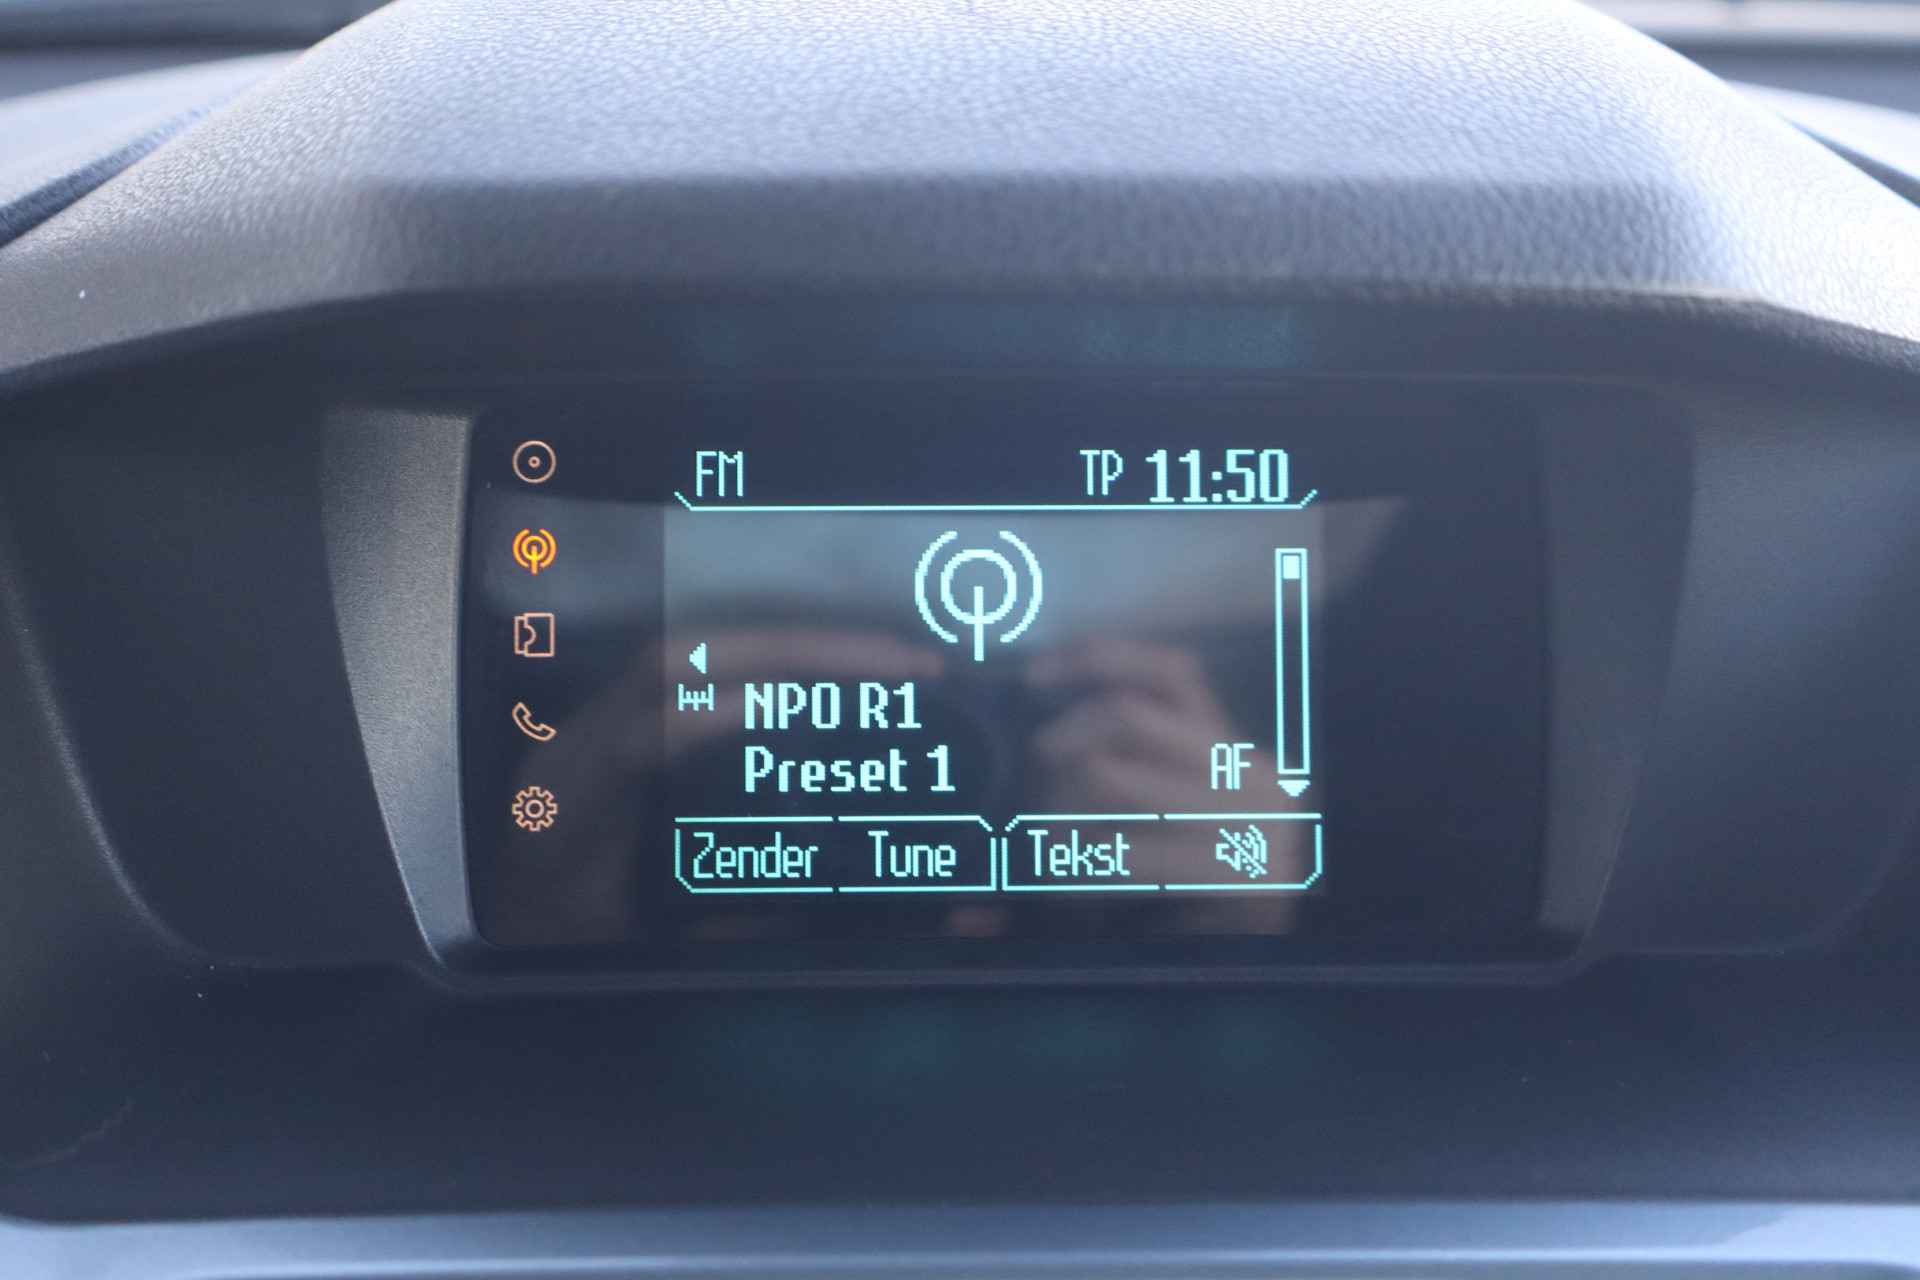 FM TP 11:50
NPO R1
Preset 1 AF
Zender Tune Tekst